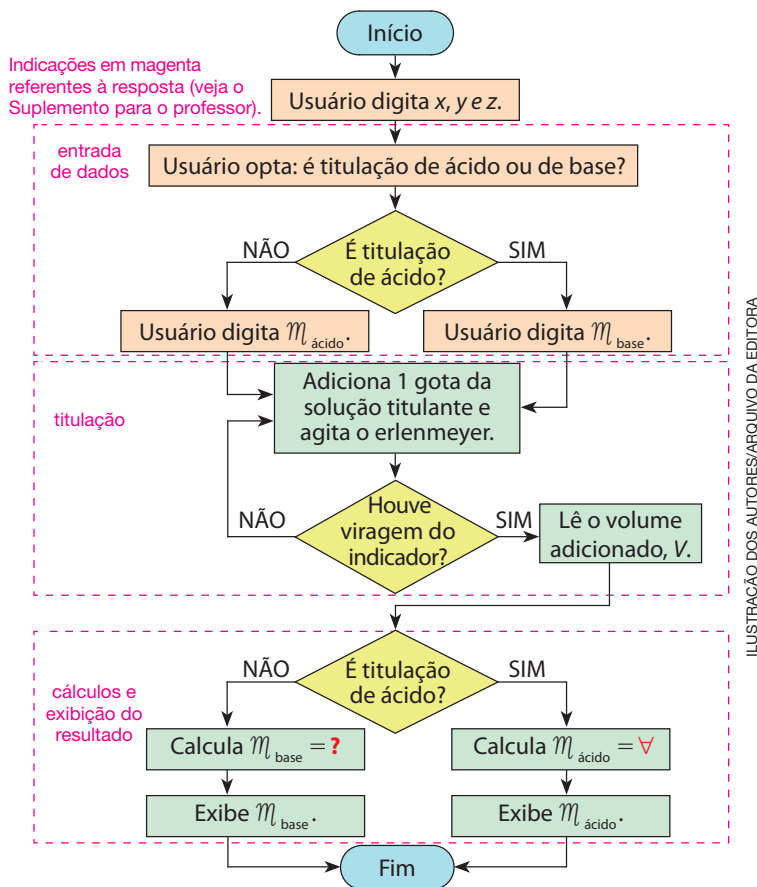 Início
Indicações em magenta
referentes à resposta (veja o
Suplemento para o professor).
Usuário digita x, y e z.
entrada
de dados
Usuário opta: é titulação de ácido ou de base?
NÃO
É titulação
de ácido?
SIM
Usuário digita ℳ ácido.
Usuário digita ℳ base.
titulação
Adiciona 1 gota da
solução titulante e
agita o erlenmeyer.
NÃO
Houve
viragem do
indicador?
SIM
Lê o volume
adicionado, V.
cálculos e
exibição do
resultado
NÃO
É titulação
de ácido?
SIM
Calcula ℳ base = ?
Calcula ℳ ácido = ∀
Exibe ℳ base.
Exibe ℳ ácido.
Fim
ILUSTRAÇÃO DOS AUTORES/ARQUIVO DA EDITORA